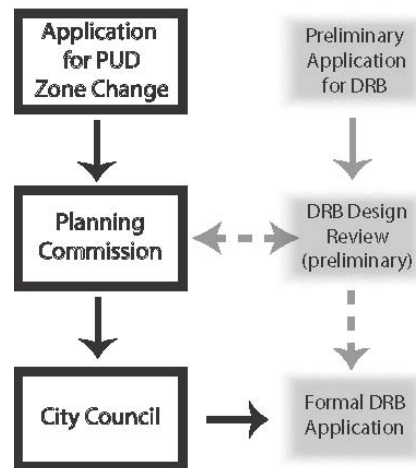 Application
for PUD
Zone Change
Preliminary
Application
for DRB
Planning
Commission
DRB Design
Review
(preliminary)
City Council
Formal DRB
Application